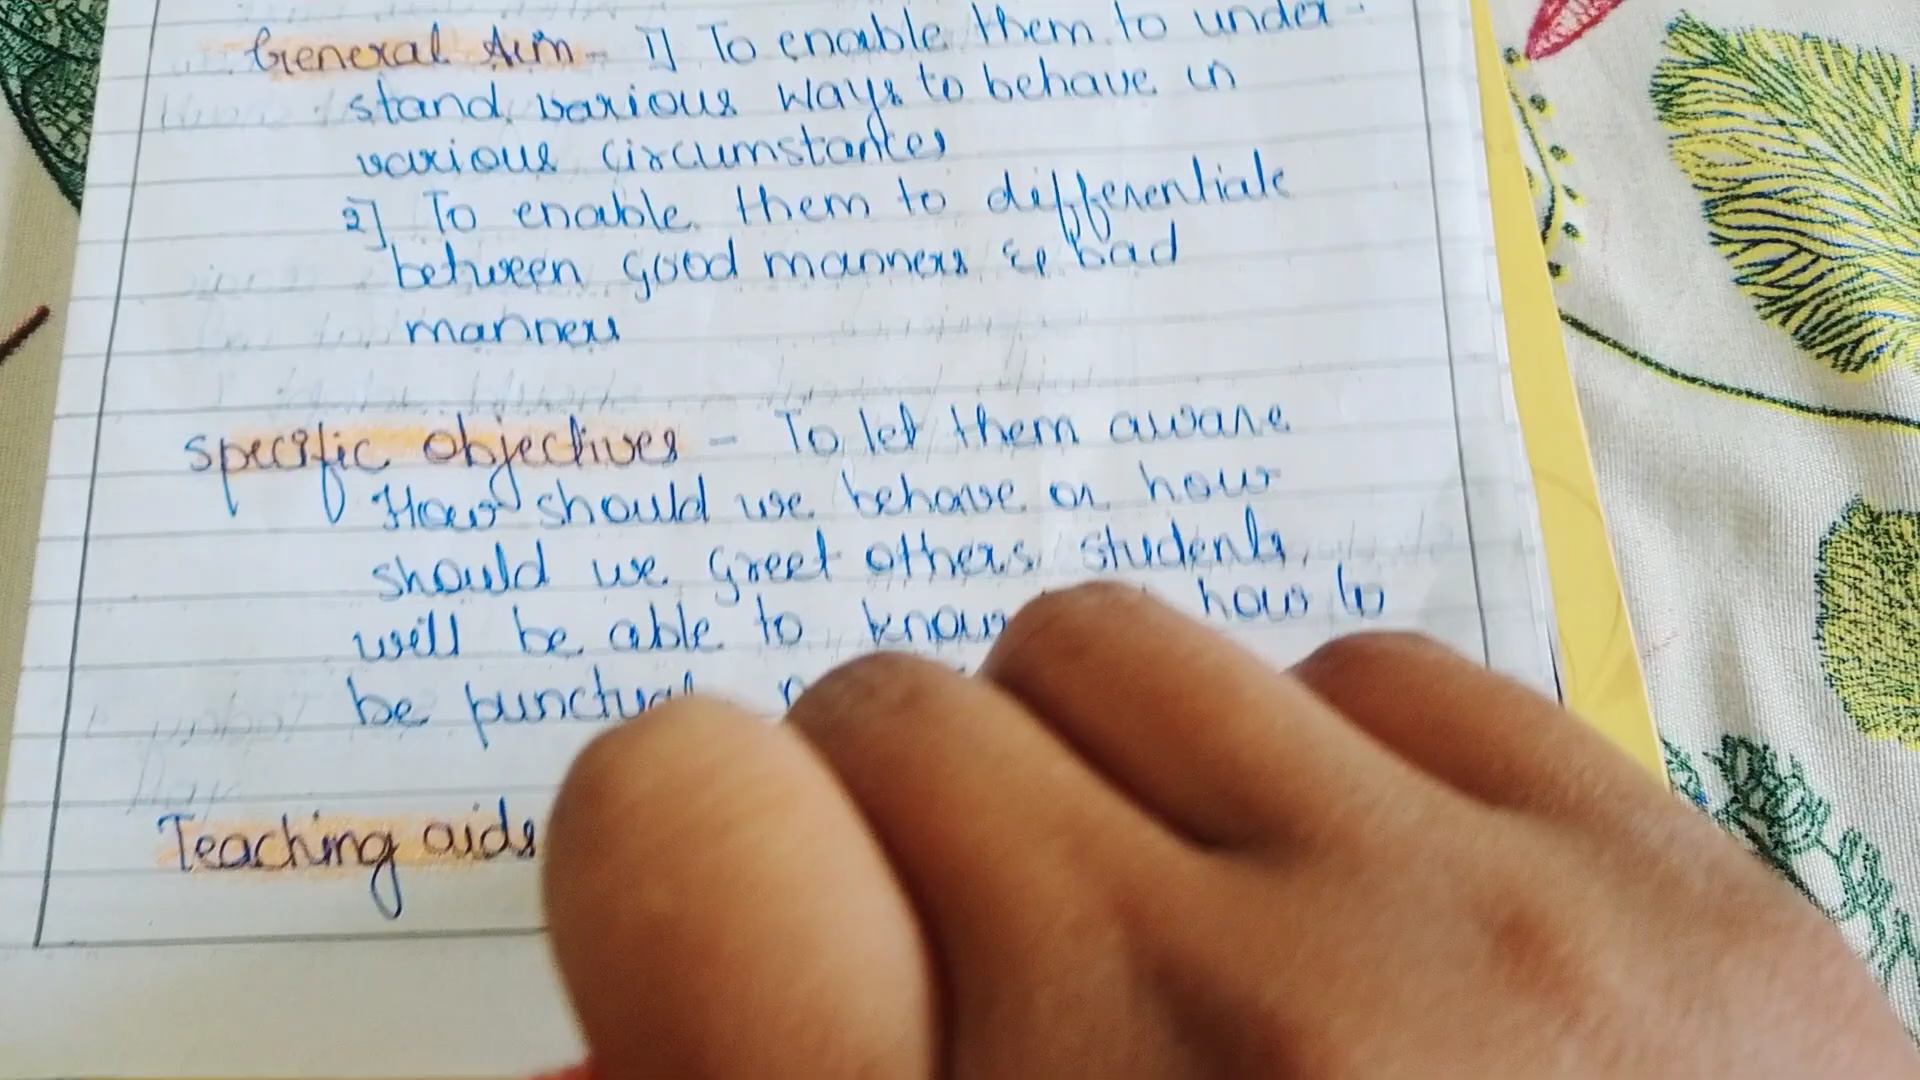 General Aim - 1] To enable them to under-
stand various ways to behave in
various circumstances
2] To enable them to differentiate
between good manners & bad
manners
specific objectives - To let them aware
How should we behave or how
should we greet others students
will be able to know how to
be punctual
Teaching aids